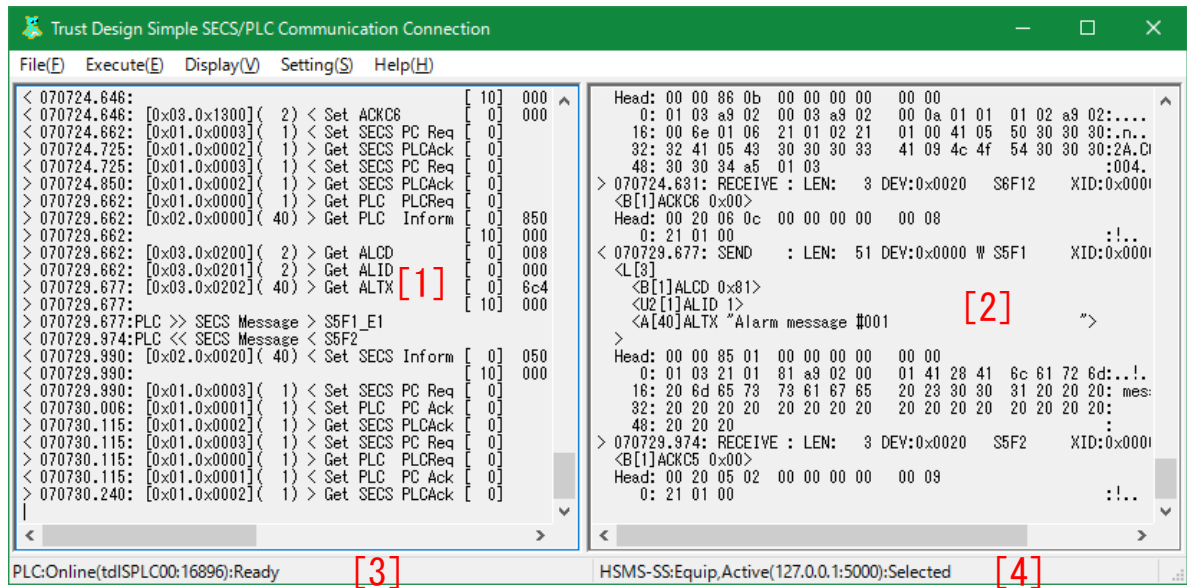 Trust Design Simple SECS/PLC Communication Connection
File(F) Execute(E) Display(V) Setting(S) Help(H)
< 070724.646: [ 10] 000
< 070724.646: [0x03.0x1300]( 2) < Set ACKC6 [ 0] 000
< 070724.662: [0x01.0x0003]( 1) < Set SECS PC Req [ 0]
> 070724.725: [0x01.0x0002]( 1) > Get SECS PLCAck [ 0]
< 070724.725: [0x01.0x0003]( 1) < Set SECS PC Req [ 0]
> 070724.850: [0x01.0x0002]( 1) > Get SECS PLCAck [ 0]
> 070729.662: [0x01.0x0000]( 1) > Get PLC PLCReq [ 0]
> 070729.662: [0x02.0x0000]( 40) > Get PLC Inform [ 0] 850
> 070729.662: [ 10] 000
> 070729.662: [0x03.0x0200]( 2) > Get ALCD [ 0] 008
> 070729.662: [0x03.0x0201]( 2) > Get ALID [ 0] 000
> 070729.677: [0x03.0x0202]( 40) > Get ALTX [ 0] 6c4
> 070729.677: [ 10] 000
> 070729.677:PLC >> SECS Message > S5F1_E1
< 070729.974:PLC << SECS Message < S5F2
< 070729.990: [0x02.0x0020]( 40) < Set SECS Inform [ 0] 050
< 070729.990: [ 10] 000
< 070729.990: [0x01.0x0003]( 1) < Set SECS PC Req [ 0]
< 070730.006: [0x01.0x0001]( 1) < Set PLC PC Ack [ 0]
> 070730.115: [0x01.0x0002]( 1) > Get SECS PLCAck [ 0]
< 070730.115: [0x01.0x0003]( 1) < Set SECS PC Req [ 0]
> 070730.115: [0x01.0x0000]( 1) > Get PLC PLCReq [ 0]
< 070730.115: [0x01.0x0001]( 1) < Set PLC PC Ack [ 0]
> 070730.240: [0x01.0x0002]( 1) > Get SECS PLCAck [ 0]
[1]
Head: 00 00 86 0b 00 00 00 00 00 00
0: 01 03 a9 02 00 03 a9 02 00 0a 01 01 01 02 a9 02:....
16: 00 6e 01 06 21 01 02 21 01 00 41 05 50 30 30 30:.n..
32: 32 41 05 43 30 30 30 33 41 09 4c 4f 54 30 30 30:2A.C
48: 30 30 34 a5 01 03 :004.
> 070724.631: RECEIVE : LEN: 3 DEV:0x0020 S6F12 XID:0x000
<B[1]ACKC6 0x00>
Head: 00 20 06 0c 00 00 00 00 00 08
0: 21 01 00 :!..
< 070729.677: SEND : LEN: 51 DEV:0x0000 W S5F1 XID:0x000
<L[3]
<B[1]ALCD 0x81>
<U2[1]ALID 1>
<A[40]ALTX "Alarm message #001 ">
>
Head: 00 00 85 01 00 00 00 00 00 00
0: 01 03 21 01 81 a9 02 00 01 41 28 41 6c 61 72 6d:..!.
16: 20 6d 65 73 73 61 67 65 20 23 30 30 31 20 20 20: mes
32: 20 20 20 20 20 20 20 20 20 20 20 20 20 20 20 20:
48: 20 20 20 :
> 070729.974: RECEIVE : LEN: 3 DEV:0x0020 S5F2 XID:0x000
<B[1]ACKC5 0x00>
Head: 00 20 05 02 00 00 00 00 00 09
0: 21 01 00 :!..
[2]
PLC:Online(tdlSPLC00:16896):Ready [3]
HSMS-SS:Equip,Active(127.0.0.1:5000):Selected [4]